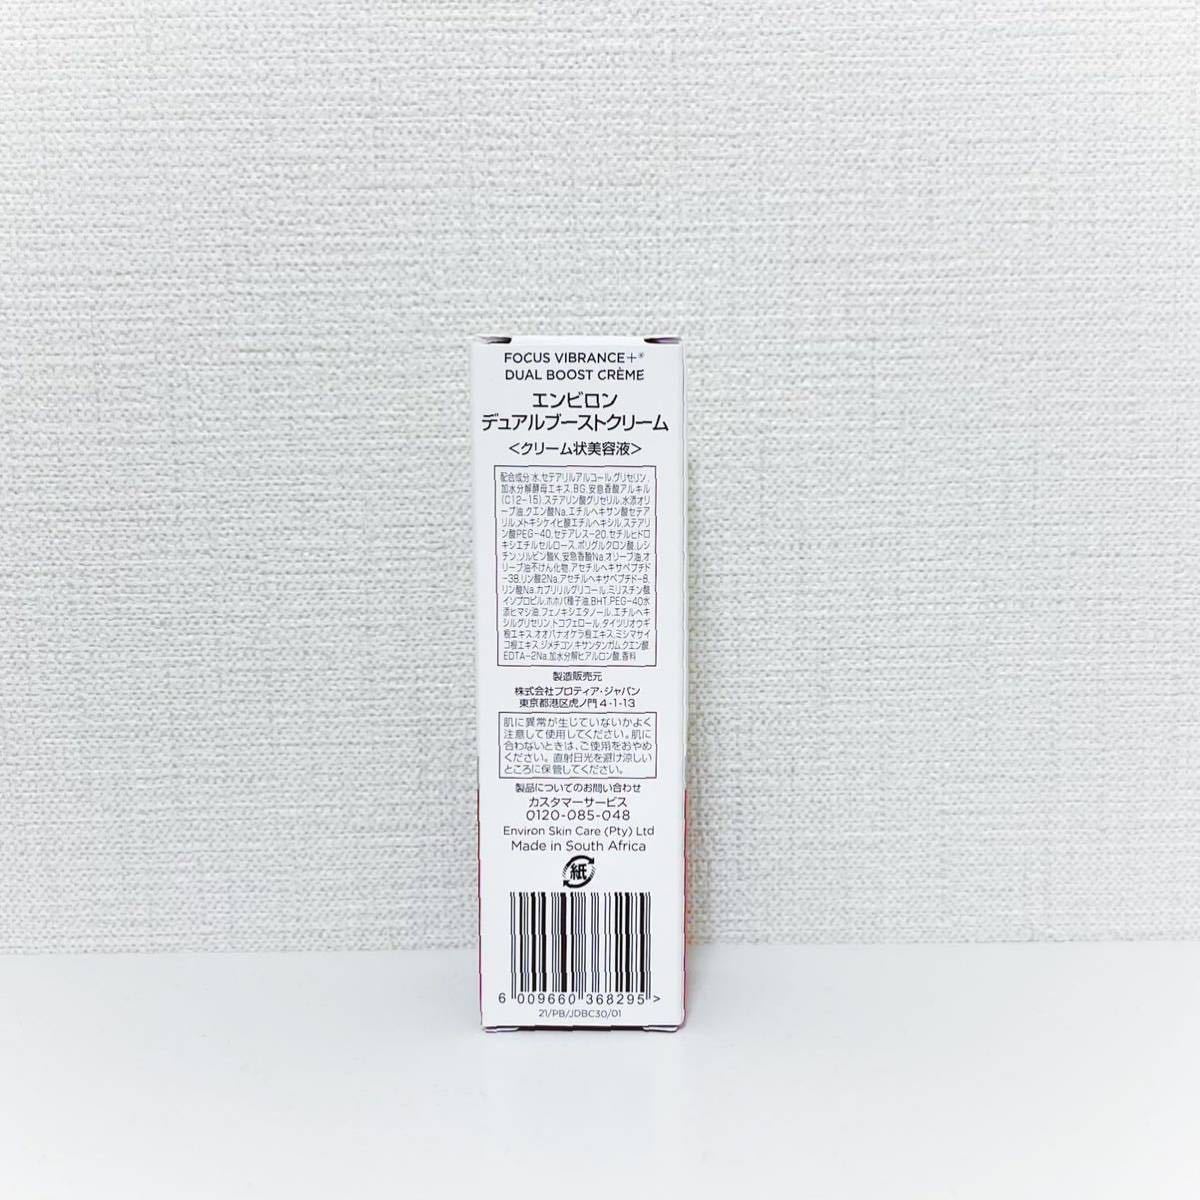 FOCUS VIBRANCE+®
DUAL BOOST CRÈME
エンビロン
デュアルブーストクリーム
<クリーム状美容液>
配合成分:水,セテアリルアルコール,グリセリン,
加水分解酵母エキス,BG,安息香酸アルキル
(C12-15),ステアリン酸グリセリル,水添オリ
ーブ油,クエン酸Na,エチルヘキサン酸セテア
リル,メトキシケイヒ酸エチルヘキシル,ステアリ
ン酸PEG-40,セテアレス-20,セチルヒドロ
キシエチルセルロース,ポリグルクロン酸,レシ
チン,ソルビン酸K,安息香酸Na,オリーブ油,オ
リーブ油不けん化物,アセチルヘキサペプチド
-38,リン酸2Na,アセチルヘキサペプチド-8,
リン酸Na,カプリリルグリコール,ミリスチン酸
イソプロピル,ホホバ種子油,BHT,PEG-40水
添ヒマシ油,フェノキシエタノール,エチルヘキ
シルグリセリン,トコフェロール,タイツリオウギ
根エキス,オオバナオケラ根エキス,ミシマサイ
コ根エキス,ジメチコン,キサンタンガム,クエン酸,
EDTA-2Na,加水分解ヒアルロン酸,香料
製造販売元
株式会社プロティア・ジャパン
東京都港区虎ノ門4-1-13
肌に異常が生じていないかよく
注意して使用してください。肌に
合わないときは、ご使用をおやめ
ください。直射日光を避け涼しい
ところに保管してください。
製品についてのお問い合わせ
カスタマーサービス
0120-085-048
Environ Skin Care (Pty) Ltd
Made in South Africa
紙
6 009660 368295 >
21/PB/JDBC30/01